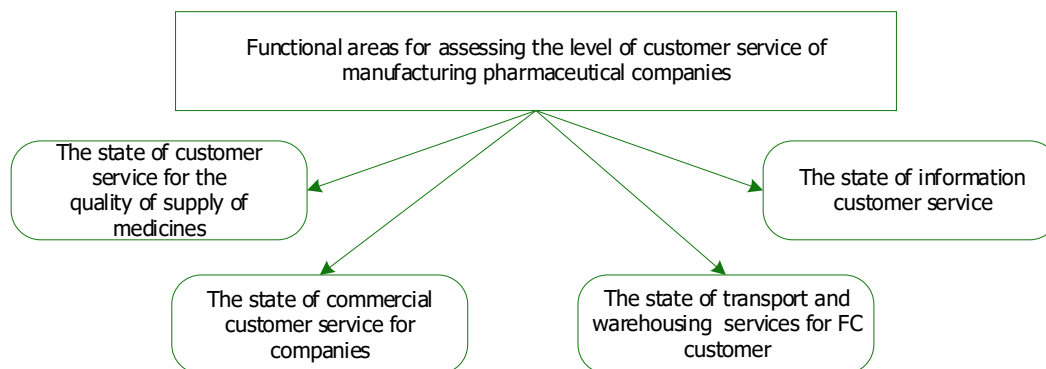 Functional areas for assessing the level of customer service of
manufacturing pharmaceutical companies
The state of customer
service for the
quality of supply of
medicines
The state of information
customer service
The state of commercial
customer service for
companies
The state of transport and
warehousing services for FC
customer